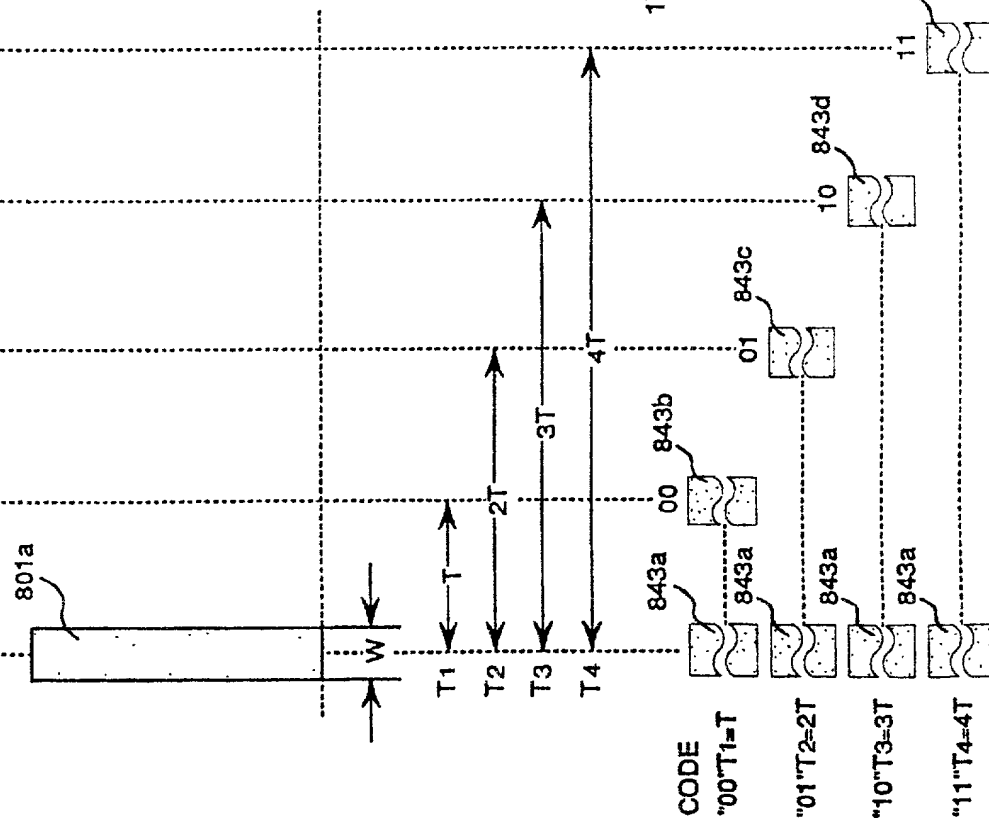 801a
W
T1 T
T2 2T
T3 3T
T4 4T
1
11
10
843d
01
843c
00
843b
843a
843a
843a
843a
CODE
"00"T1=T
"01"T2=2T
"10"T3=3T
"11"T4=4T